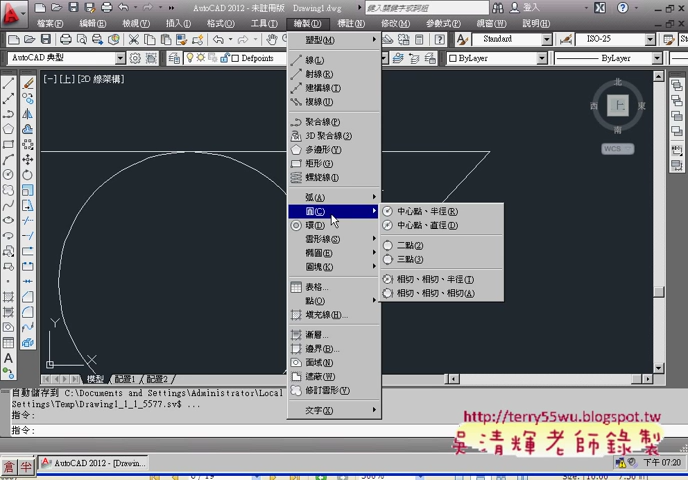 AutoCAD 2012 - 未註冊版 Drawing1.dwg
鍵入關鍵字或片語
登入
檔案(F) 編輯(E) 檢視(V) 插入(I) 格式(O) 工具(T) 繪製(D) 標註(N) 修改(M) 參數式(P) 視窗(W) 說明(H)
Standard
ISO-25
AutoCAD 典型
Defpoints
ByLayer
ByLayer
[-][上][2D 線架構]
塑型(M)
線(L)
射線(R)
建構線(T)
複線(U)
聚合線(P)
3D 聚合線(3)
多邊形(Y)
矩形(G)
螺旋線(I)
弧(A)
圓(C)
環(D)
雲形線(S)
橢圓(E)
圖塊(K)
表格...
點(O)
填充線(H)...
漸層...
邊界(B)...
面域(N)
遮蔽(W)
修訂雲形(V)
文字(X)
中心點、半徑(R)
中心點、直徑(D)
二點(2)
三點(3)
相切、相切、半徑(T)
相切、相切、相切(A)
北
西
上
東
南
WCS
Y
X
模型 配置1 配置2
自動儲存到 C:\Documents and Settings\Administrator\Local
Settings\Temp\Drawing1_1_1_5577.sv$ ...
指令:
指令:
http://terry55wu.blogspot.tw
吳清輝老師錄製
倉 半
AutoCAD 2012 - [Drawin...
下午 07:20